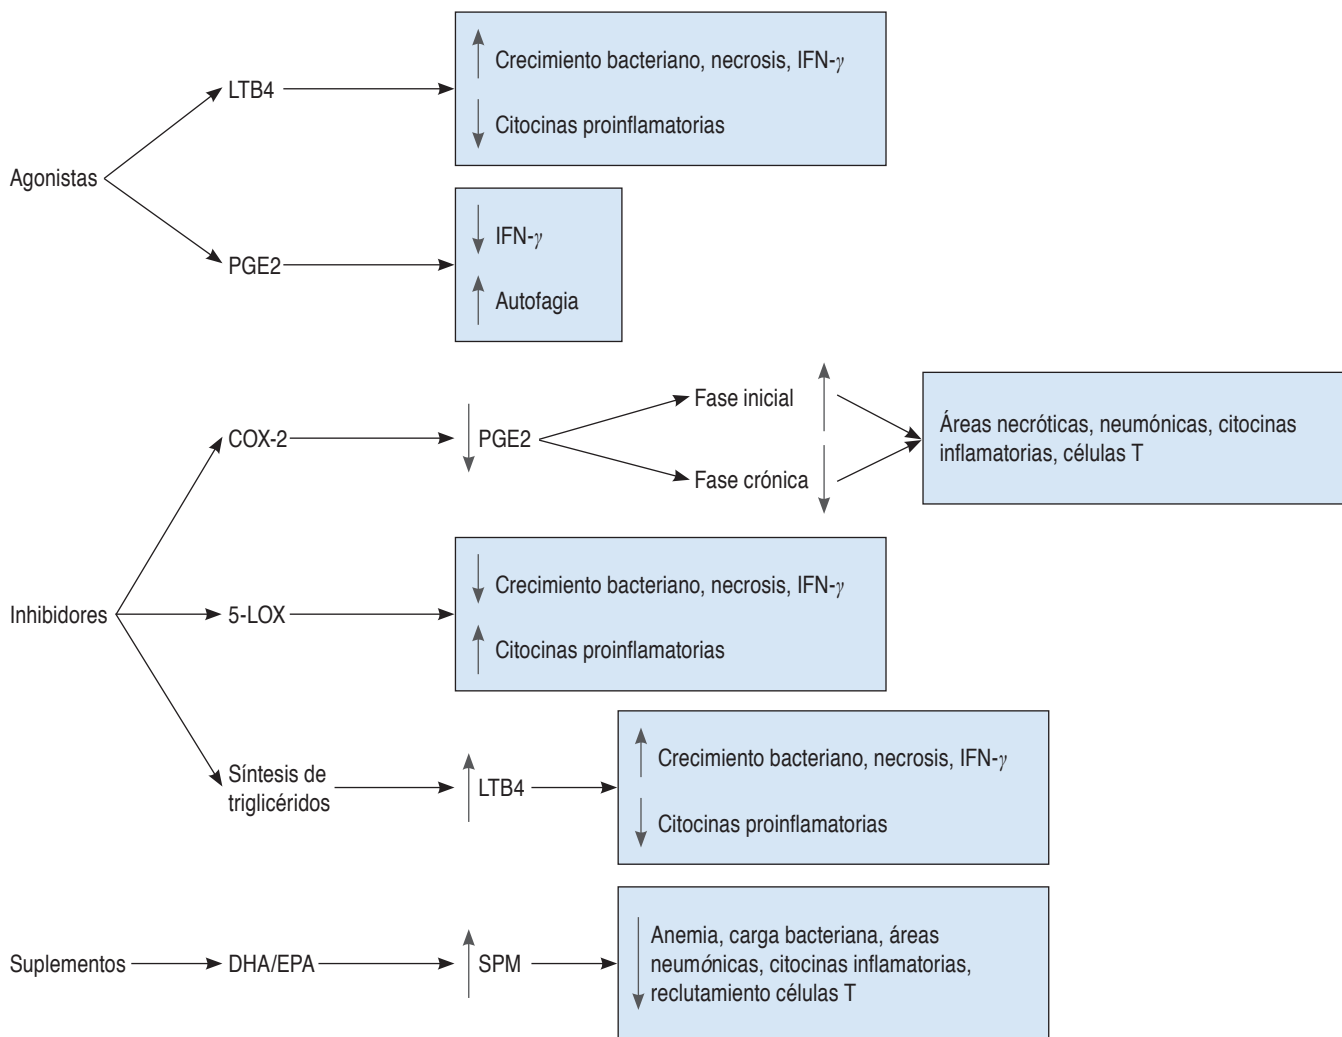 Agonistas
LTB4
Crecimiento bacteriano, necrosis, IFN-γ
Citocinas proinflamatorias
PGE2
IFN-γ
Autofagia
Inhibidores
COX-2
PGE2
Fase inicial
Fase crónica
Áreas necróticas, neumónicas, citocinas
inflamatorias, células T
5-LOX
Crecimiento bacteriano, necrosis, IFN-γ
Citocinas proinflamatorias
Síntesis de
triglicéridos
LTB4
Crecimiento bacteriano, necrosis, IFN-γ
Citocinas proinflamatorias
Suplementos
DHA/EPA
SPM
Anemia, carga bacteriana, áreas
neumónicas, citocinas inflamatorias,
reclutamiento células T